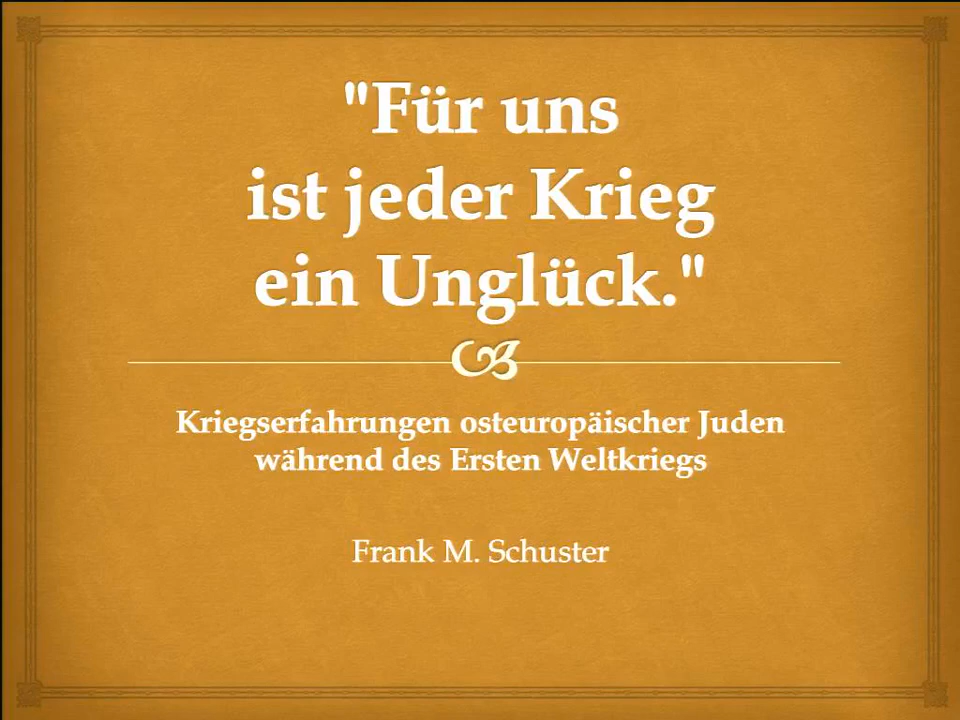 "Für uns
ist jeder Krieg
ein Unglück."
Kriegserfahrungen osteuropäischer Juden
während des Ersten Weltkriegs
Frank M. Schuster